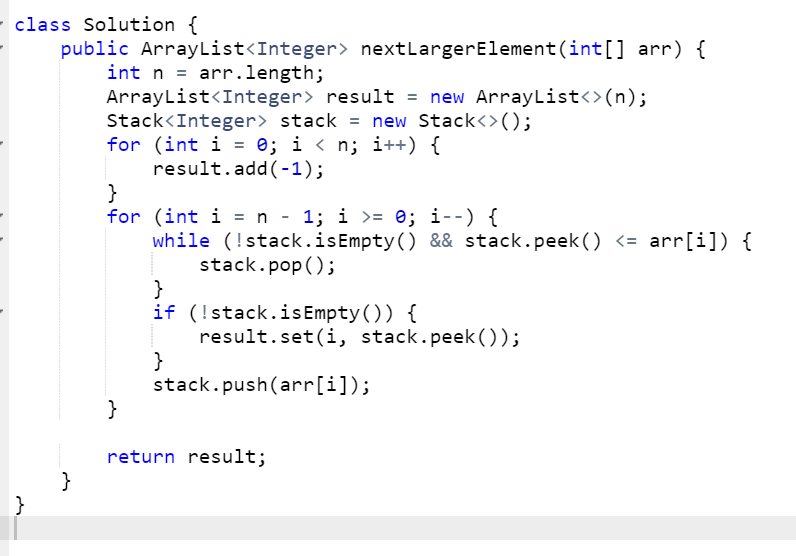 class Solution {
    public ArrayList<Integer> nextLargerElement(int[] arr) {
        int n = arr.length;
        ArrayList<Integer> result = new ArrayList<>(n);
        Stack<Integer> stack = new Stack<>();
        for (int i = 0; i < n; i++) {
            result.add(-1);
        }
        for (int i = n - 1; i >= 0; i--) {
            while (!stack.isEmpty() && stack.peek() <= arr[i]) {
                stack.pop();
            }
            if (!stack.isEmpty()) {
                result.set(i, stack.peek());
            }
            stack.push(arr[i]);
        }

        return result;
    }
}